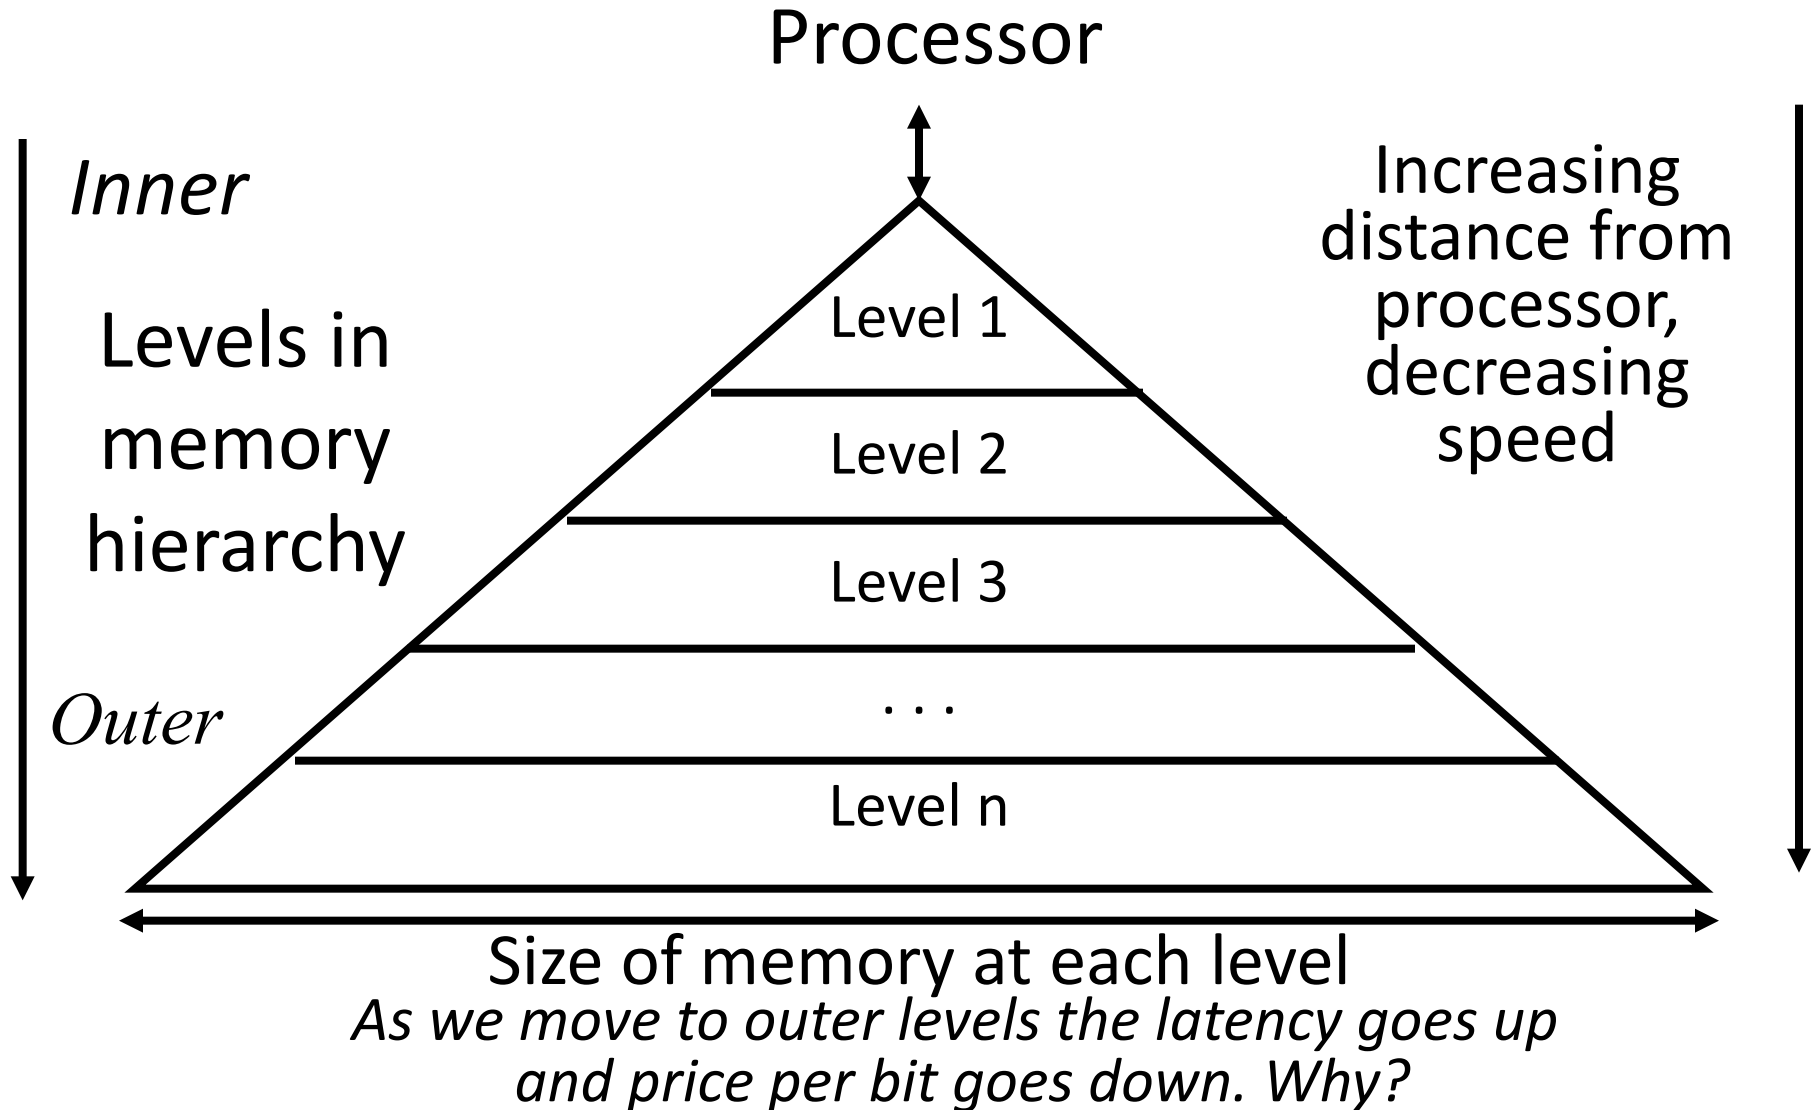 Processor
Inner
Levels in
memory
hierarchy
Outer
Level 1
Level 2
Level 3
. . .
Level n
Increasing
distance from
processor,
decreasing
speed
Size of memory at each level
As we move to outer levels the latency goes up
and price per bit goes down. Why?